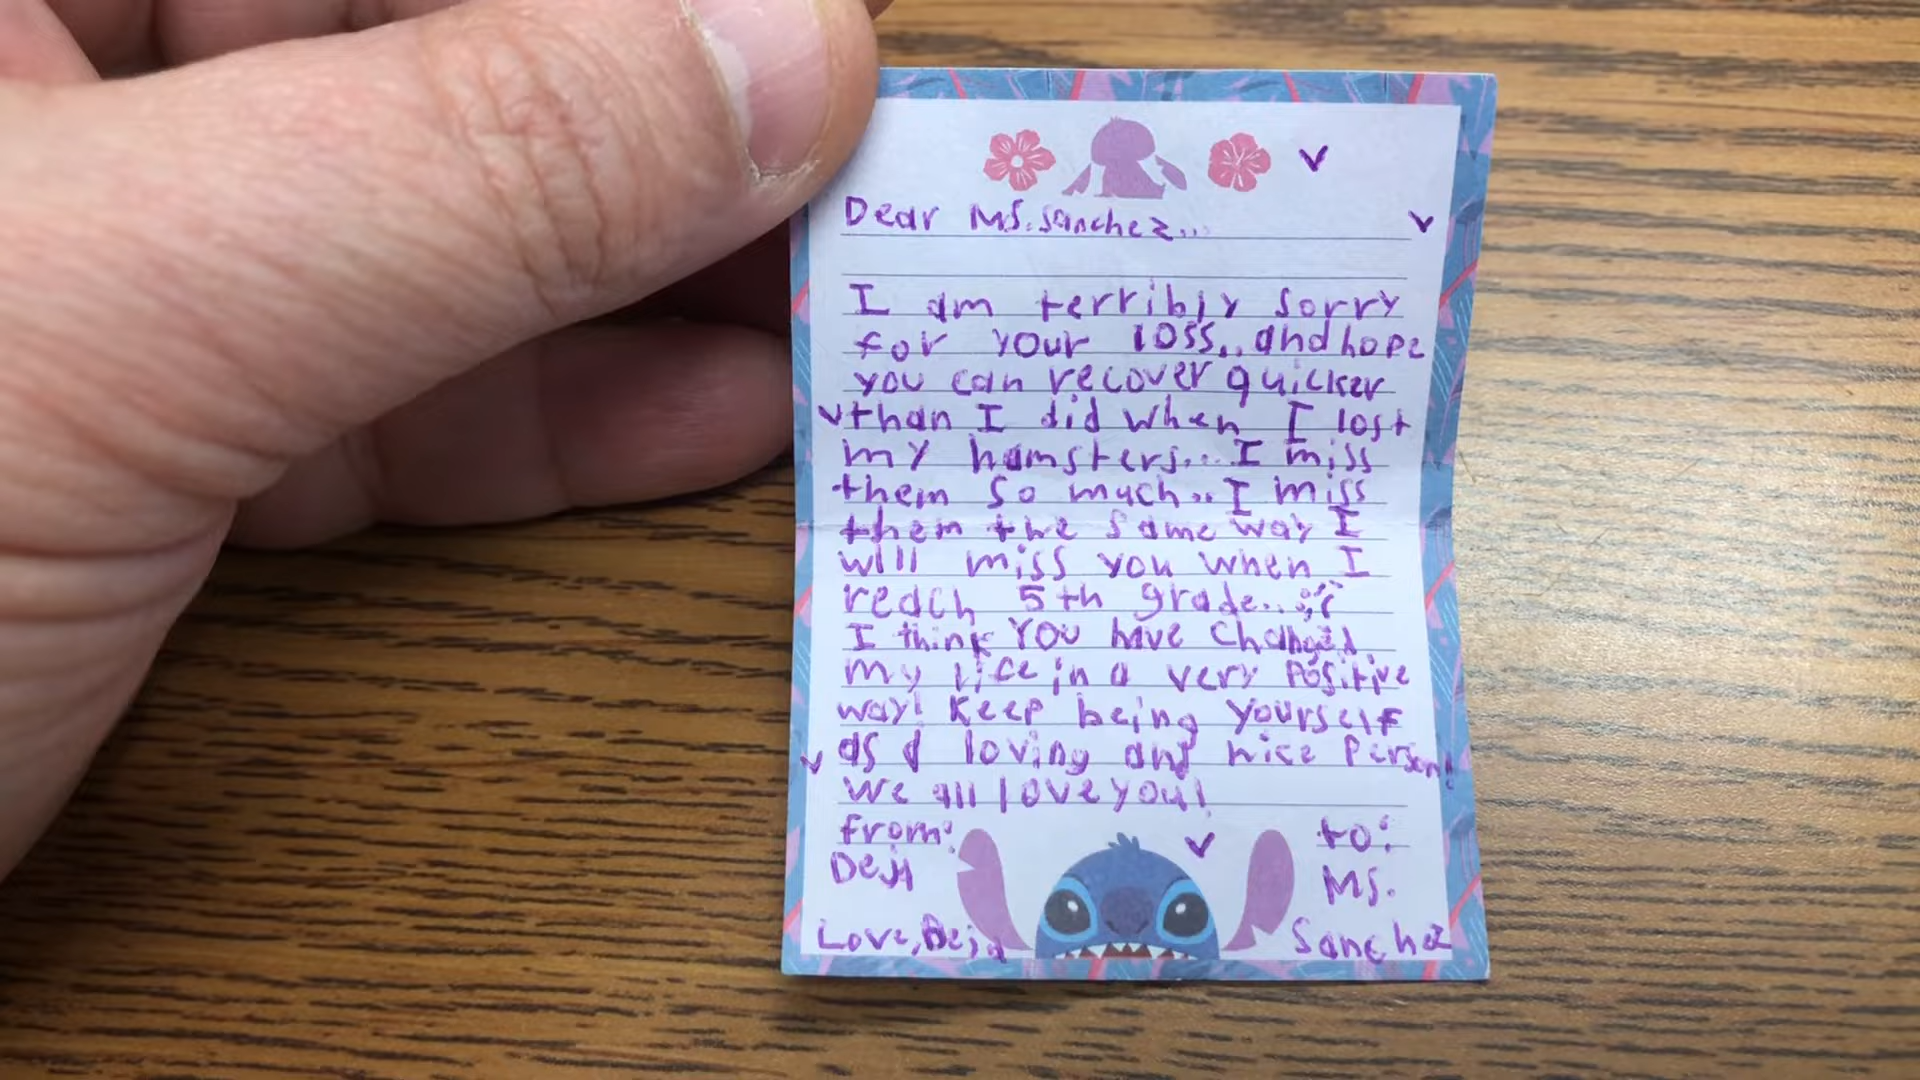 Dear Ms. Sanchez...
I am terribly sorry
for your loss.. and hope
you can recover quicker
than I did when I lost
my hamsters... I miss
them so much.. I miss
them the same way I
will miss you when I
reach 5th grade..
I think you have changed
my life in a very positive
way! Keep being yourself
as a loving and nice person!
We all love you!
from:
Deja
Love, Deja
to:
Ms.
Sanchez